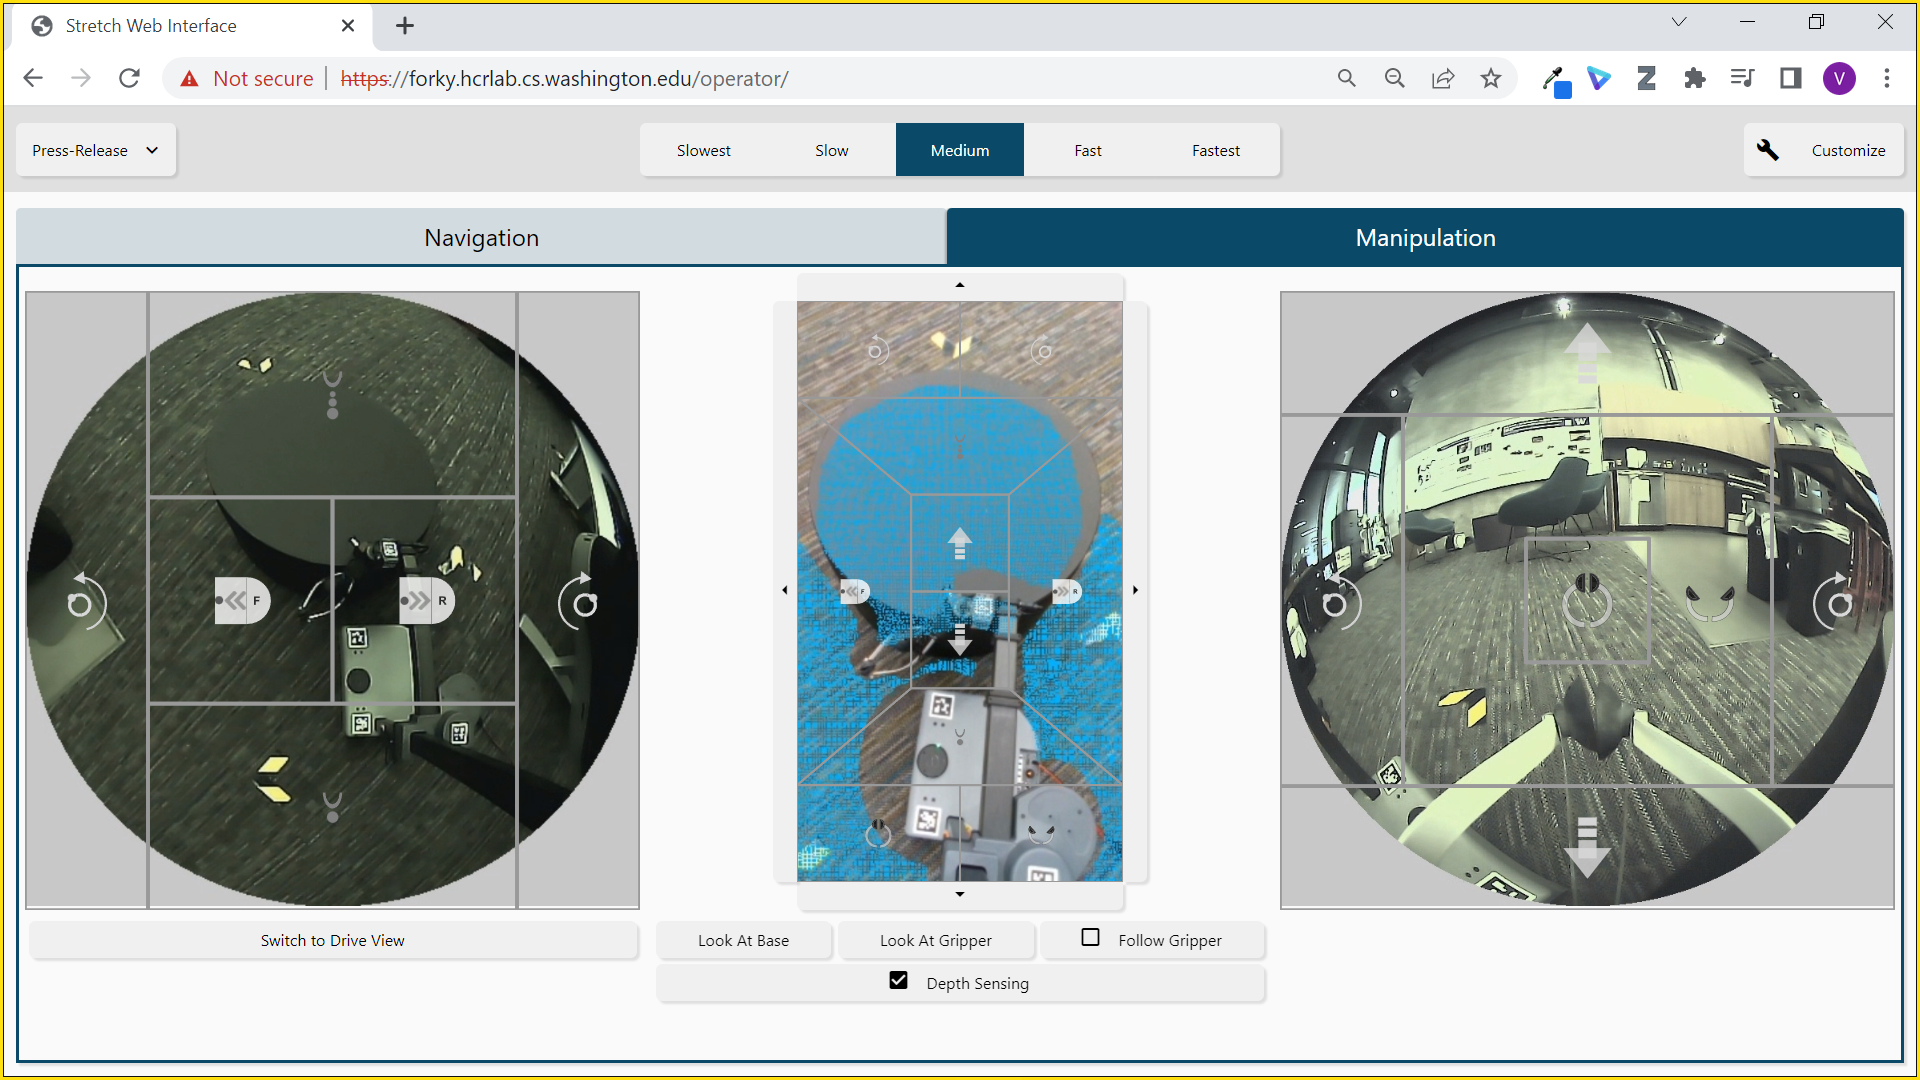 Stretch Web Interface
Not secure
https://forky.hcrlab.cs.washington.edu/operator/
V
Press-Release
Slowest
Slow
Medium
Fast
Fastest
Customize
Navigation
Manipulation
F
R
F
R
W
Switch to Drive View
Look At Base
Look At Gripper
Follow Gripper
Depth Sensing